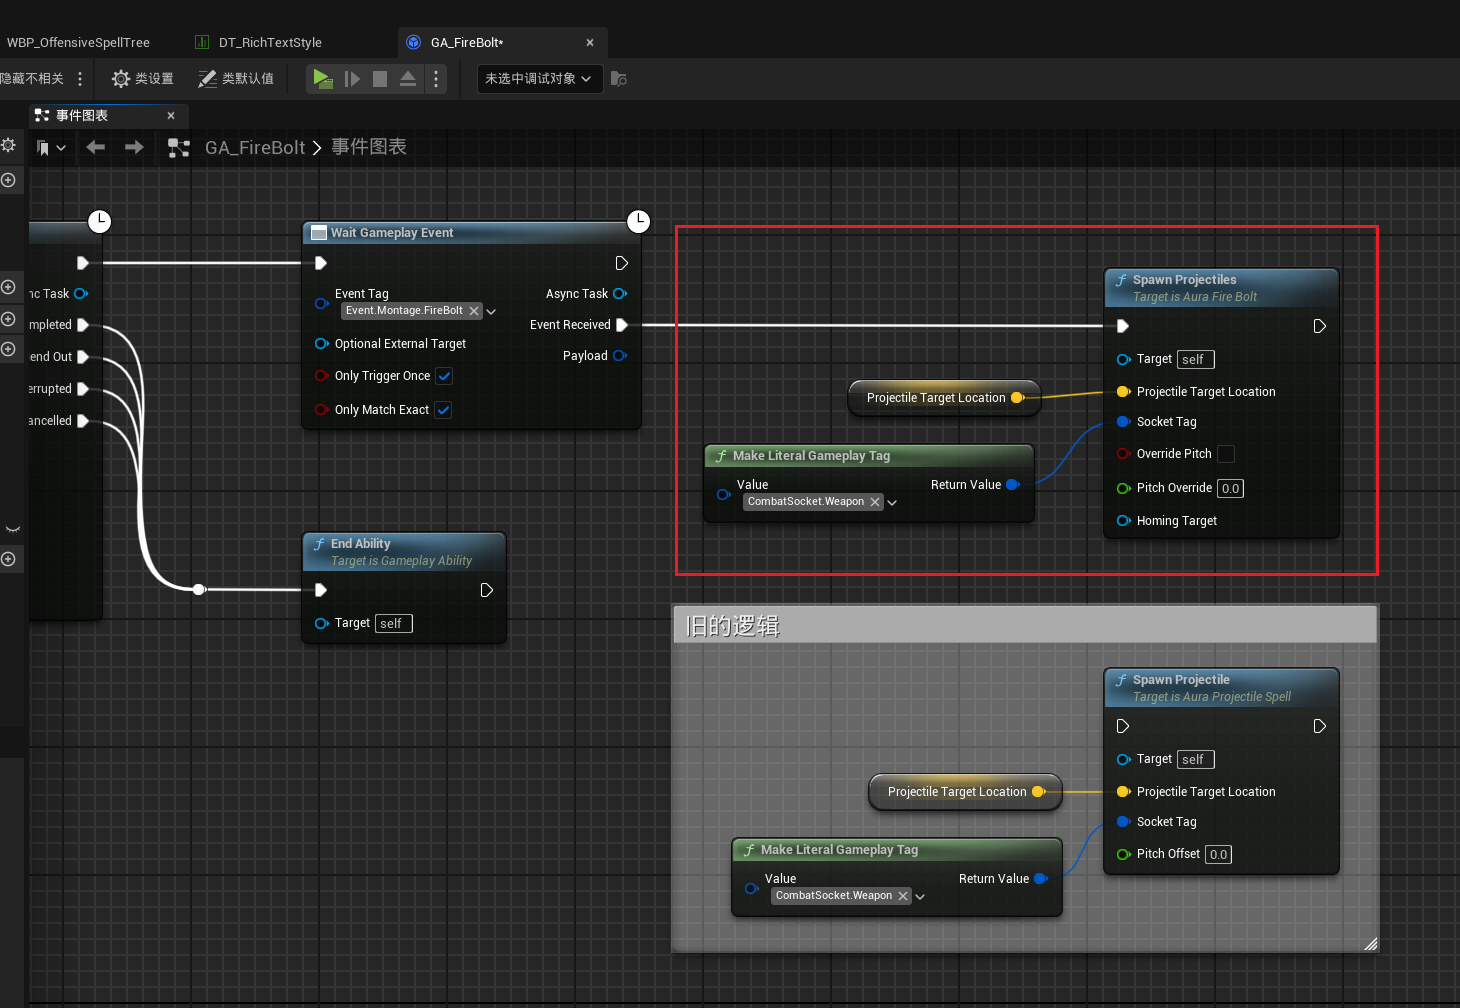 WBP_OffensiveSpellTree
DT_RichTextStyle
GA_FireBolt*
隐藏不相关
类设置
类默认值
未选中调试对象
事件图表
GA_FireBolt > 事件图表
nc Task
mpleted
end Out
errupted
ancelled
Wait Gameplay Event
Event Tag
Event.Montage.FireBolt
Optional External Target
Only Trigger Once
Only Match Exact
Async Task
Event Received
Payload
End Ability
Target is Gameplay Ability
Target self
Projectile Target Location
Make Literal Gameplay Tag
Value
CombatSocket.Weapon
Return Value
Spawn Projectiles
Target is Aura Fire Bolt
Target self
Projectile Target Location
Socket Tag
Override Pitch
Pitch Override 0.0
Homing Target
旧的逻辑
Projectile Target Location
Make Literal Gameplay Tag
Value
CombatSocket.Weapon
Return Value
Spawn Projectile
Target is Aura Projectile Spell
Target self
Projectile Target Location
Socket Tag
Pitch Offset 0.0